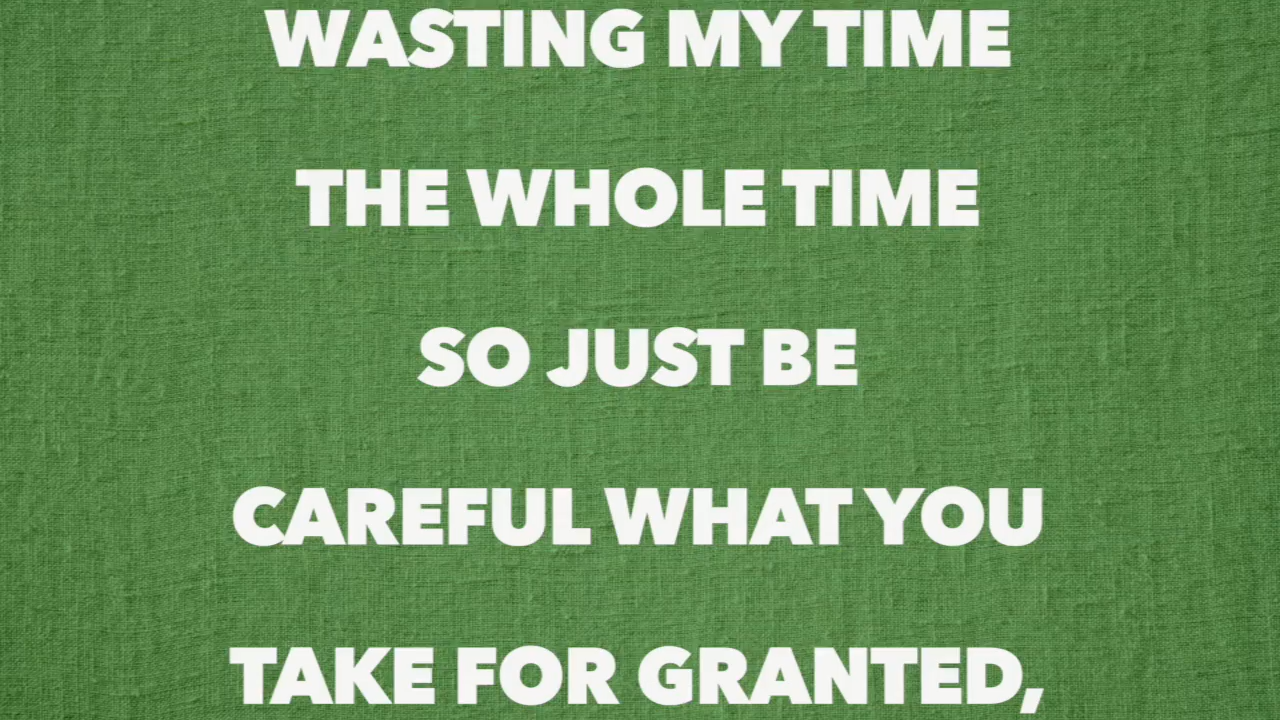 WASTING MY TIME
THE WHOLE TIME
SO JUST BE
CAREFUL WHAT YOU
TAKE FOR GRANTED,